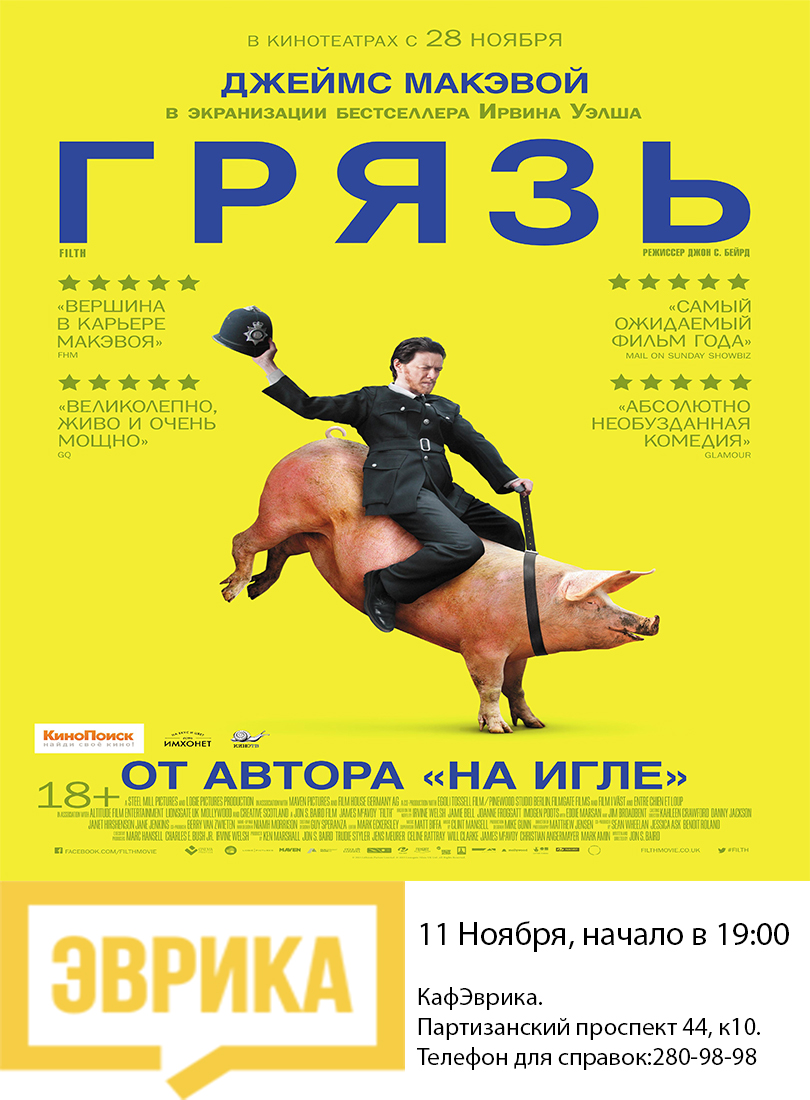 В КИНОТЕАТРАХ С 28 НОЯБРЯ
ДЖЕЙМС МАКЭВОЙ
В ЭКРАНИЗАЦИИ БЕСТСЕЛЛЕРА ИРВИНА УЭЛША
ГРЯЗЬ
FILTH
РЕЖИССЕР ДЖОН С. БЕЙРД
«ВЕРШИНА
В КАРЬЕРЕ
МАКЭВОЯ»
FHM
«САМЫЙ
ОЖИДАЕМЫЙ
ФИЛЬМ ГОДА»
MAIL ON SUNDAY SHOWBIZ
«ВЕЛИКОЛЕПНО,
ЖИВО И ОЧЕНЬ
МОЩНО»
GQ
«АБСОЛЮТНО
НЕОБУЗДАННАЯ
КОМЕДИЯ»
GLAMOUR
КиноПоиск
найди своё кино!
ИМХОНЕТ
КИНОТВ
ОТ АВТОРА «НА ИГЛЕ»
18+
FACEBOOK.COM/FILTHMOVIE
FILTHMOVIE.CO.UK
#FILTH
ЭВРИКА
11 Ноября, начало в 19:00
КафЭврика.
Партизанский проспект 44, к10.
Телефон для справок:280-98-98